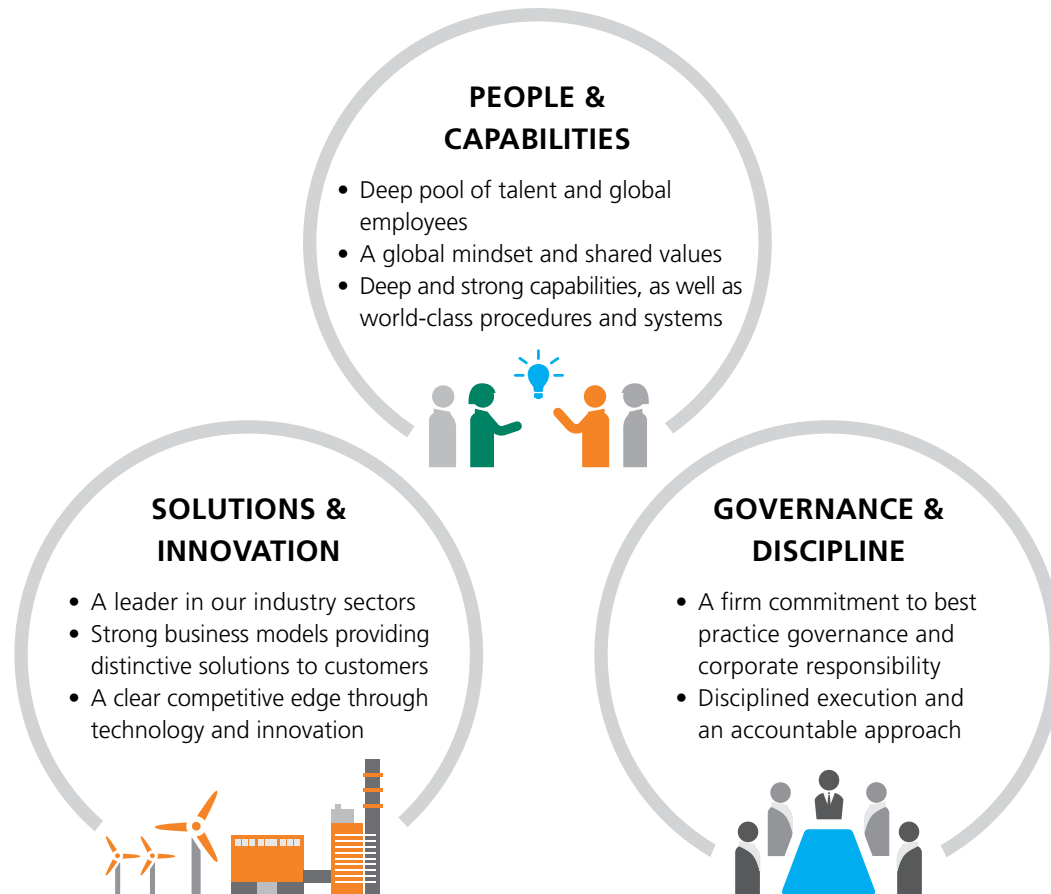 PEOPLE &
CAPABILITIES
• Deep pool of talent and global
employees
• A global mindset and shared values
• Deep and strong capabilities, as well as
world-class procedures and systems
SOLUTIONS &
INNOVATION
• A leader in our industry sectors
• Strong business models providing
distinctive solutions to customers
• A clear competitive edge through
technology and innovation
GOVERNANCE &
DISCIPLINE
• A firm commitment to best
practice governance and
corporate responsibility
• Disciplined execution and
an accountable approach